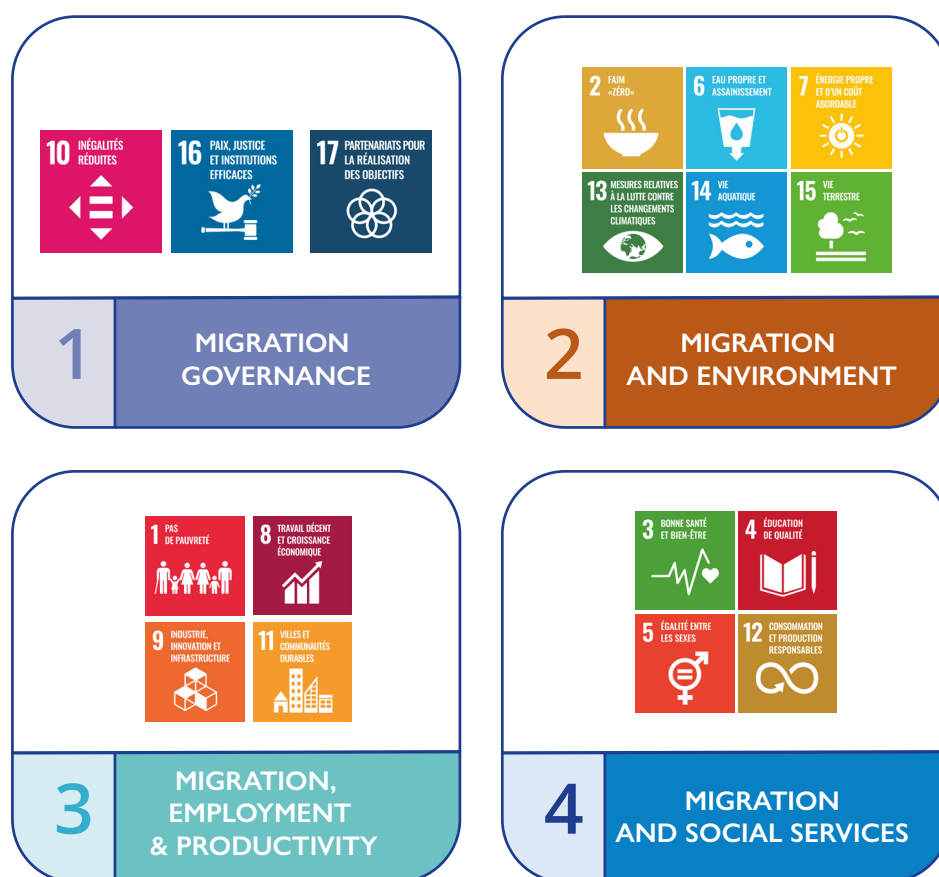 10 INÉGALITÉS
RÉDUITES
16 PAIX, JUSTICE
ET INSTITUTIONS
EFFICACES
17 PARTENARIATS POUR
LA RÉALISATION
DES OBJECTIFS
1
MIGRATION
GOVERNANCE
2 FAIM
«ZÉRO»
6 EAU PROPRE ET
ASSAINISSEMENT
7 ÉNERGIE PROPRE
ET D'UN COÛT
ABORDABLE
13 MESURES RELATIVES
À LA LUTTE CONTRE
LES CHANGEMENTS
CLIMATIQUES
14 VIE
AQUATIQUE
15 VIE
TERRESTRE
2
MIGRATION
AND ENVIRONMENT
1 PAS
DE PAUVRETÉ
8 TRAVAIL DÉCENT
ET CROISSANCE
ÉCONOMIQUE
9 INDUSTRIE,
INNOVATION ET
INFRASTRUCTURE
11 VILLES ET
COMMUNAUTÉS
DURABLES
3
MIGRATION,
EMPLOYMENT
& PRODUCTIVITY
3 BONNE SANTÉ
ET BIEN-ÊTRE
4 ÉDUCATION
DE QUALITÉ
5 ÉGALITÉ ENTRE
LES SEXES
12 CONSOMMATION
ET PRODUCTION
RESPONSABLES
4
MIGRATION
AND SOCIAL SERVICES